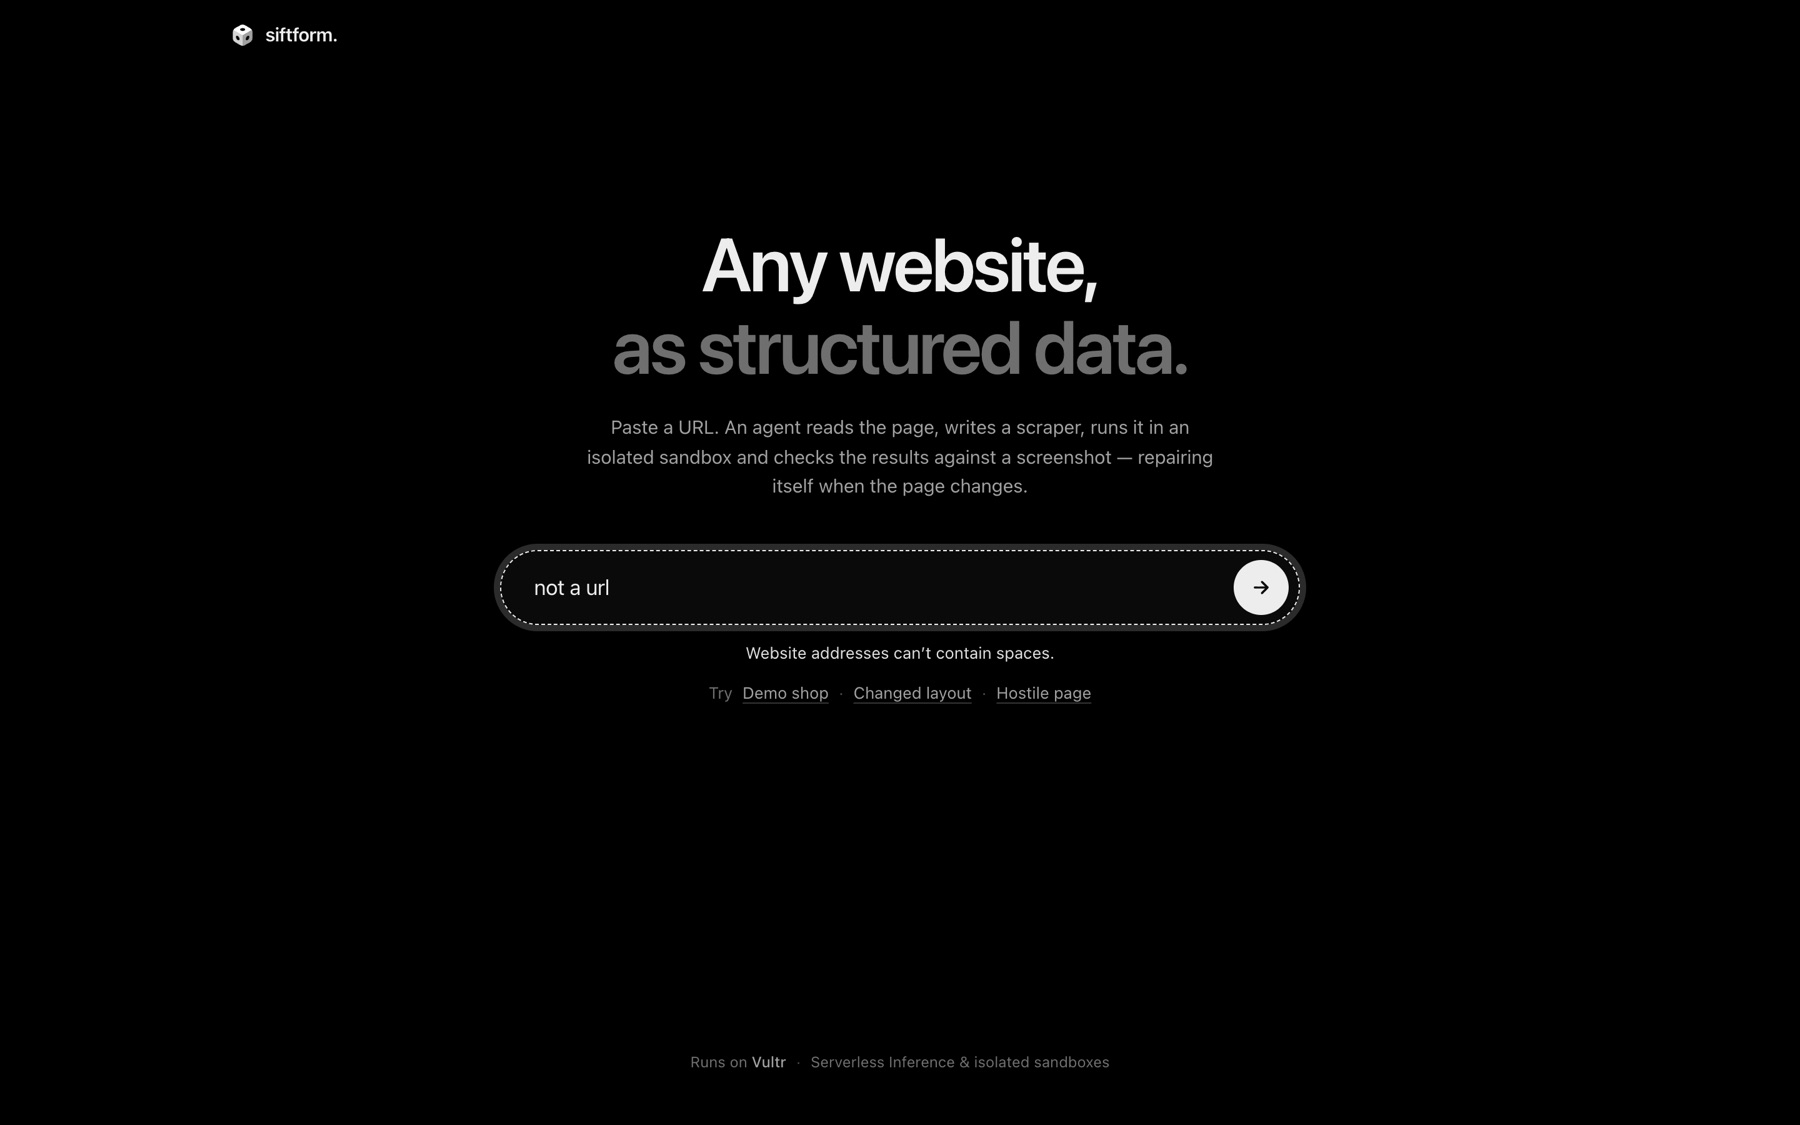 siftform.
Any website,
as structured data.
Paste a URL. An agent reads the page, writes a scraper, runs it in an
isolated sandbox and checks the results against a screenshot — repairing
itself when the page changes.
not a url
Website addresses can’t contain spaces.
Try Demo shop · Changed layout · Hostile page
Runs on Vultr · Serverless Inference & isolated sandboxes